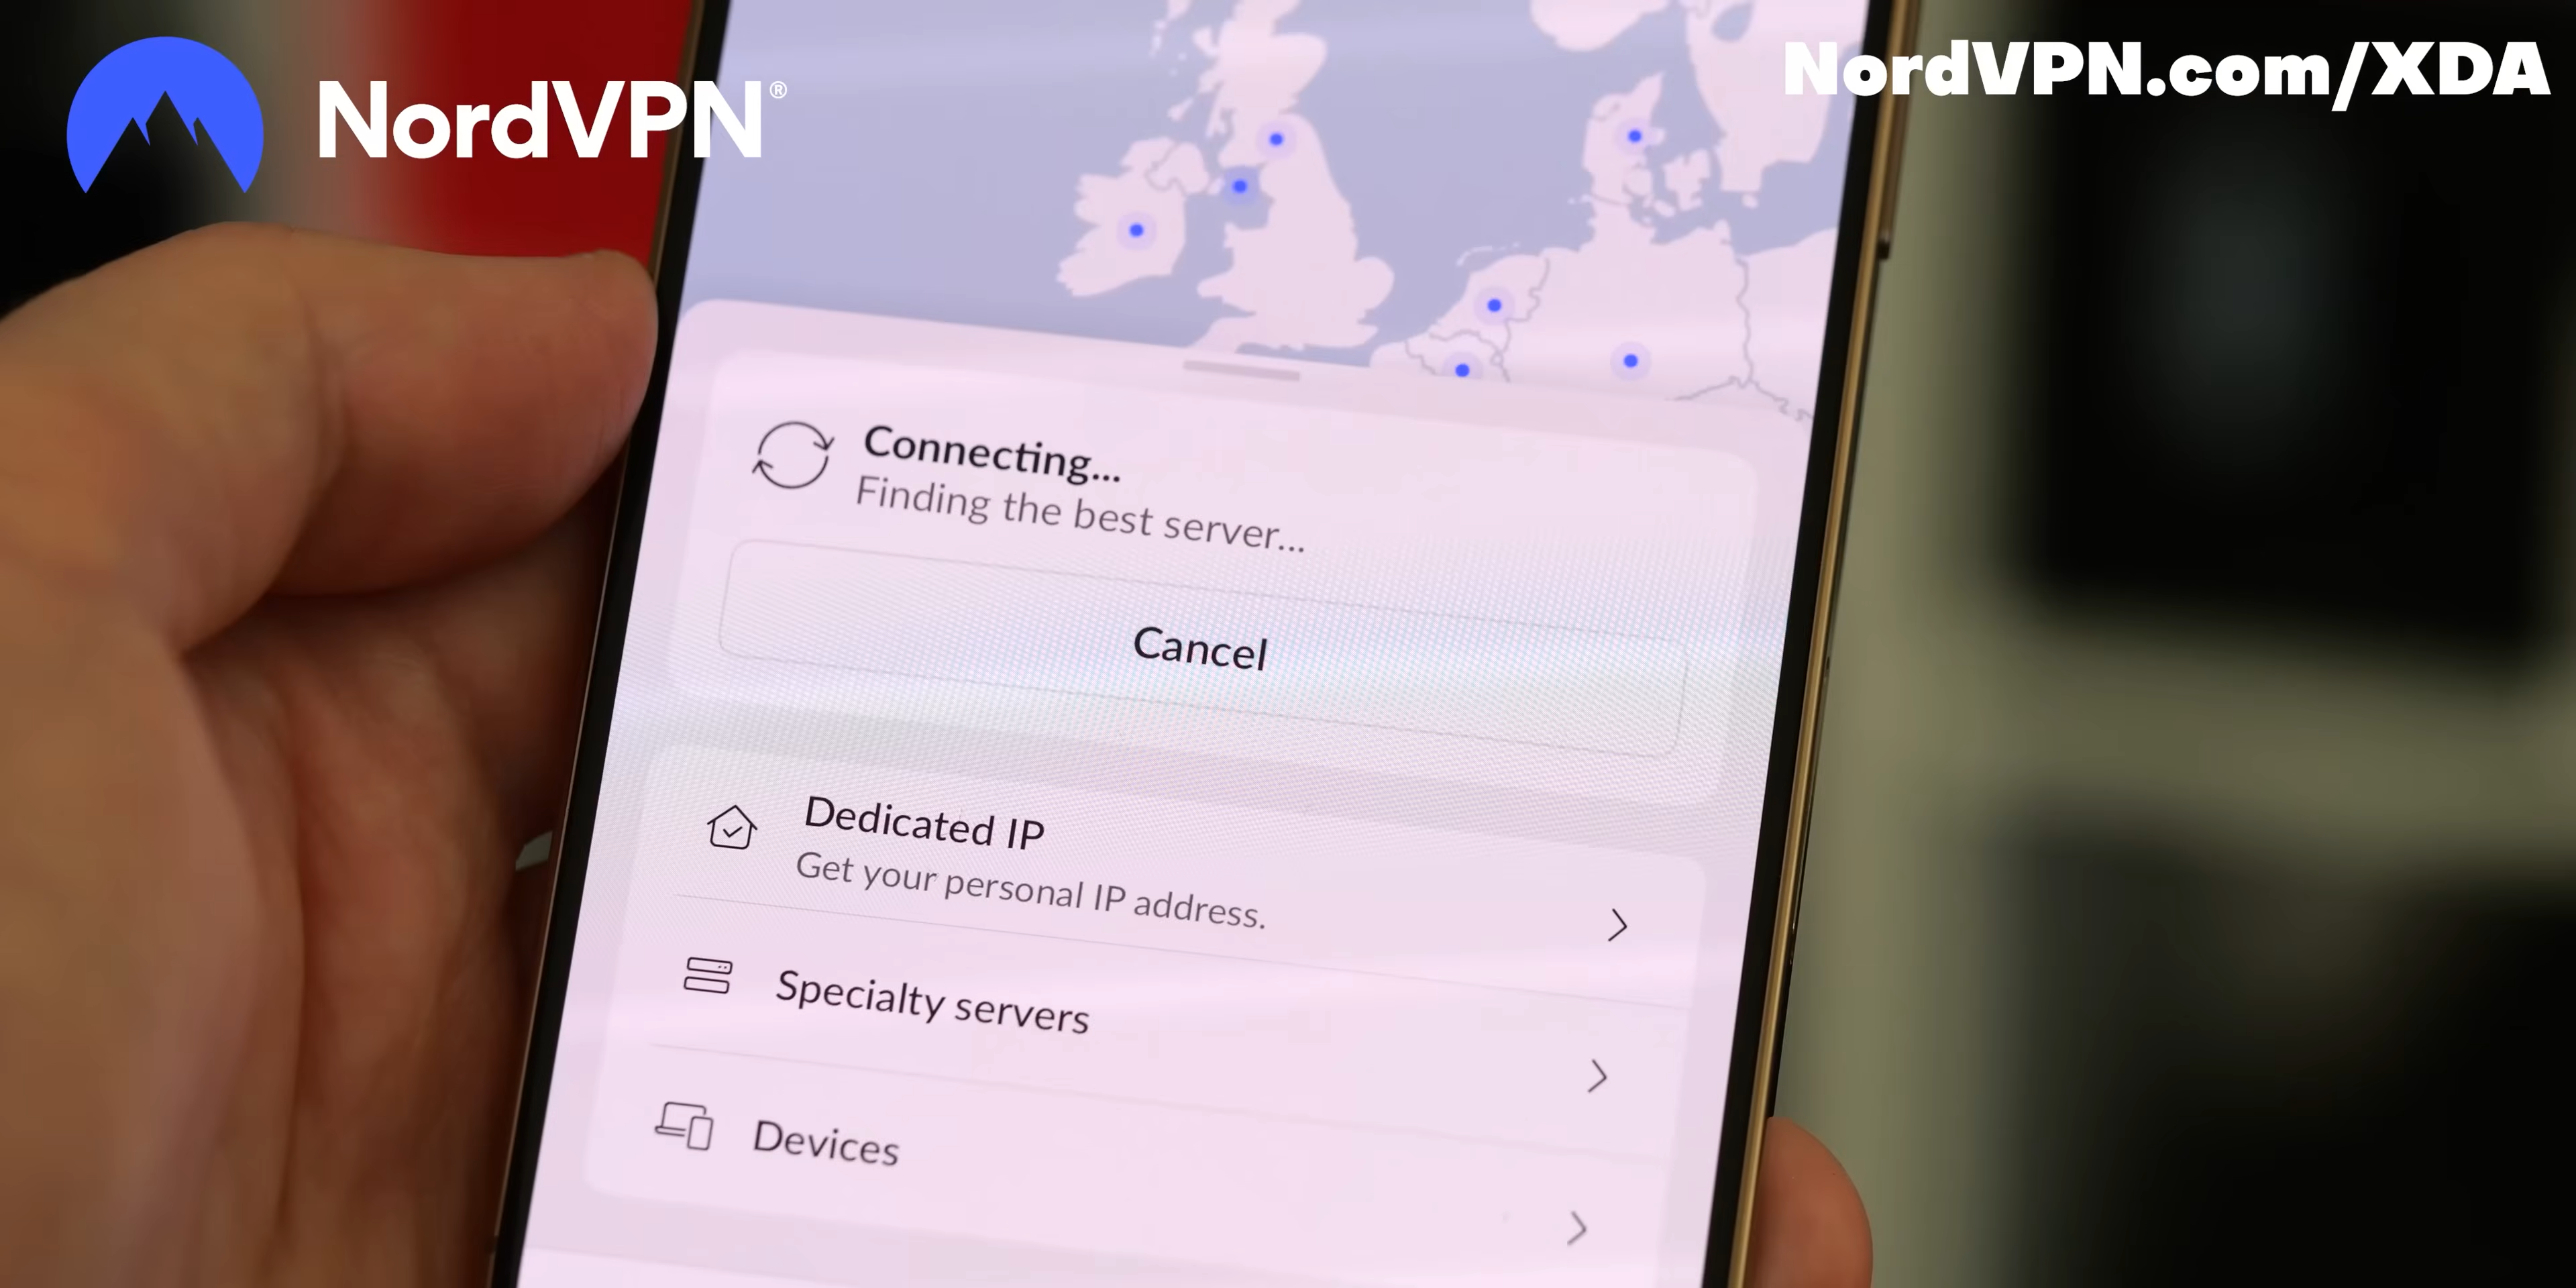 NordVPN®
NordVPN.com/XDA
Connecting...
Finding the best server...
Cancel
Dedicated IP
Get your personal IP address.
Specialty servers
Devices